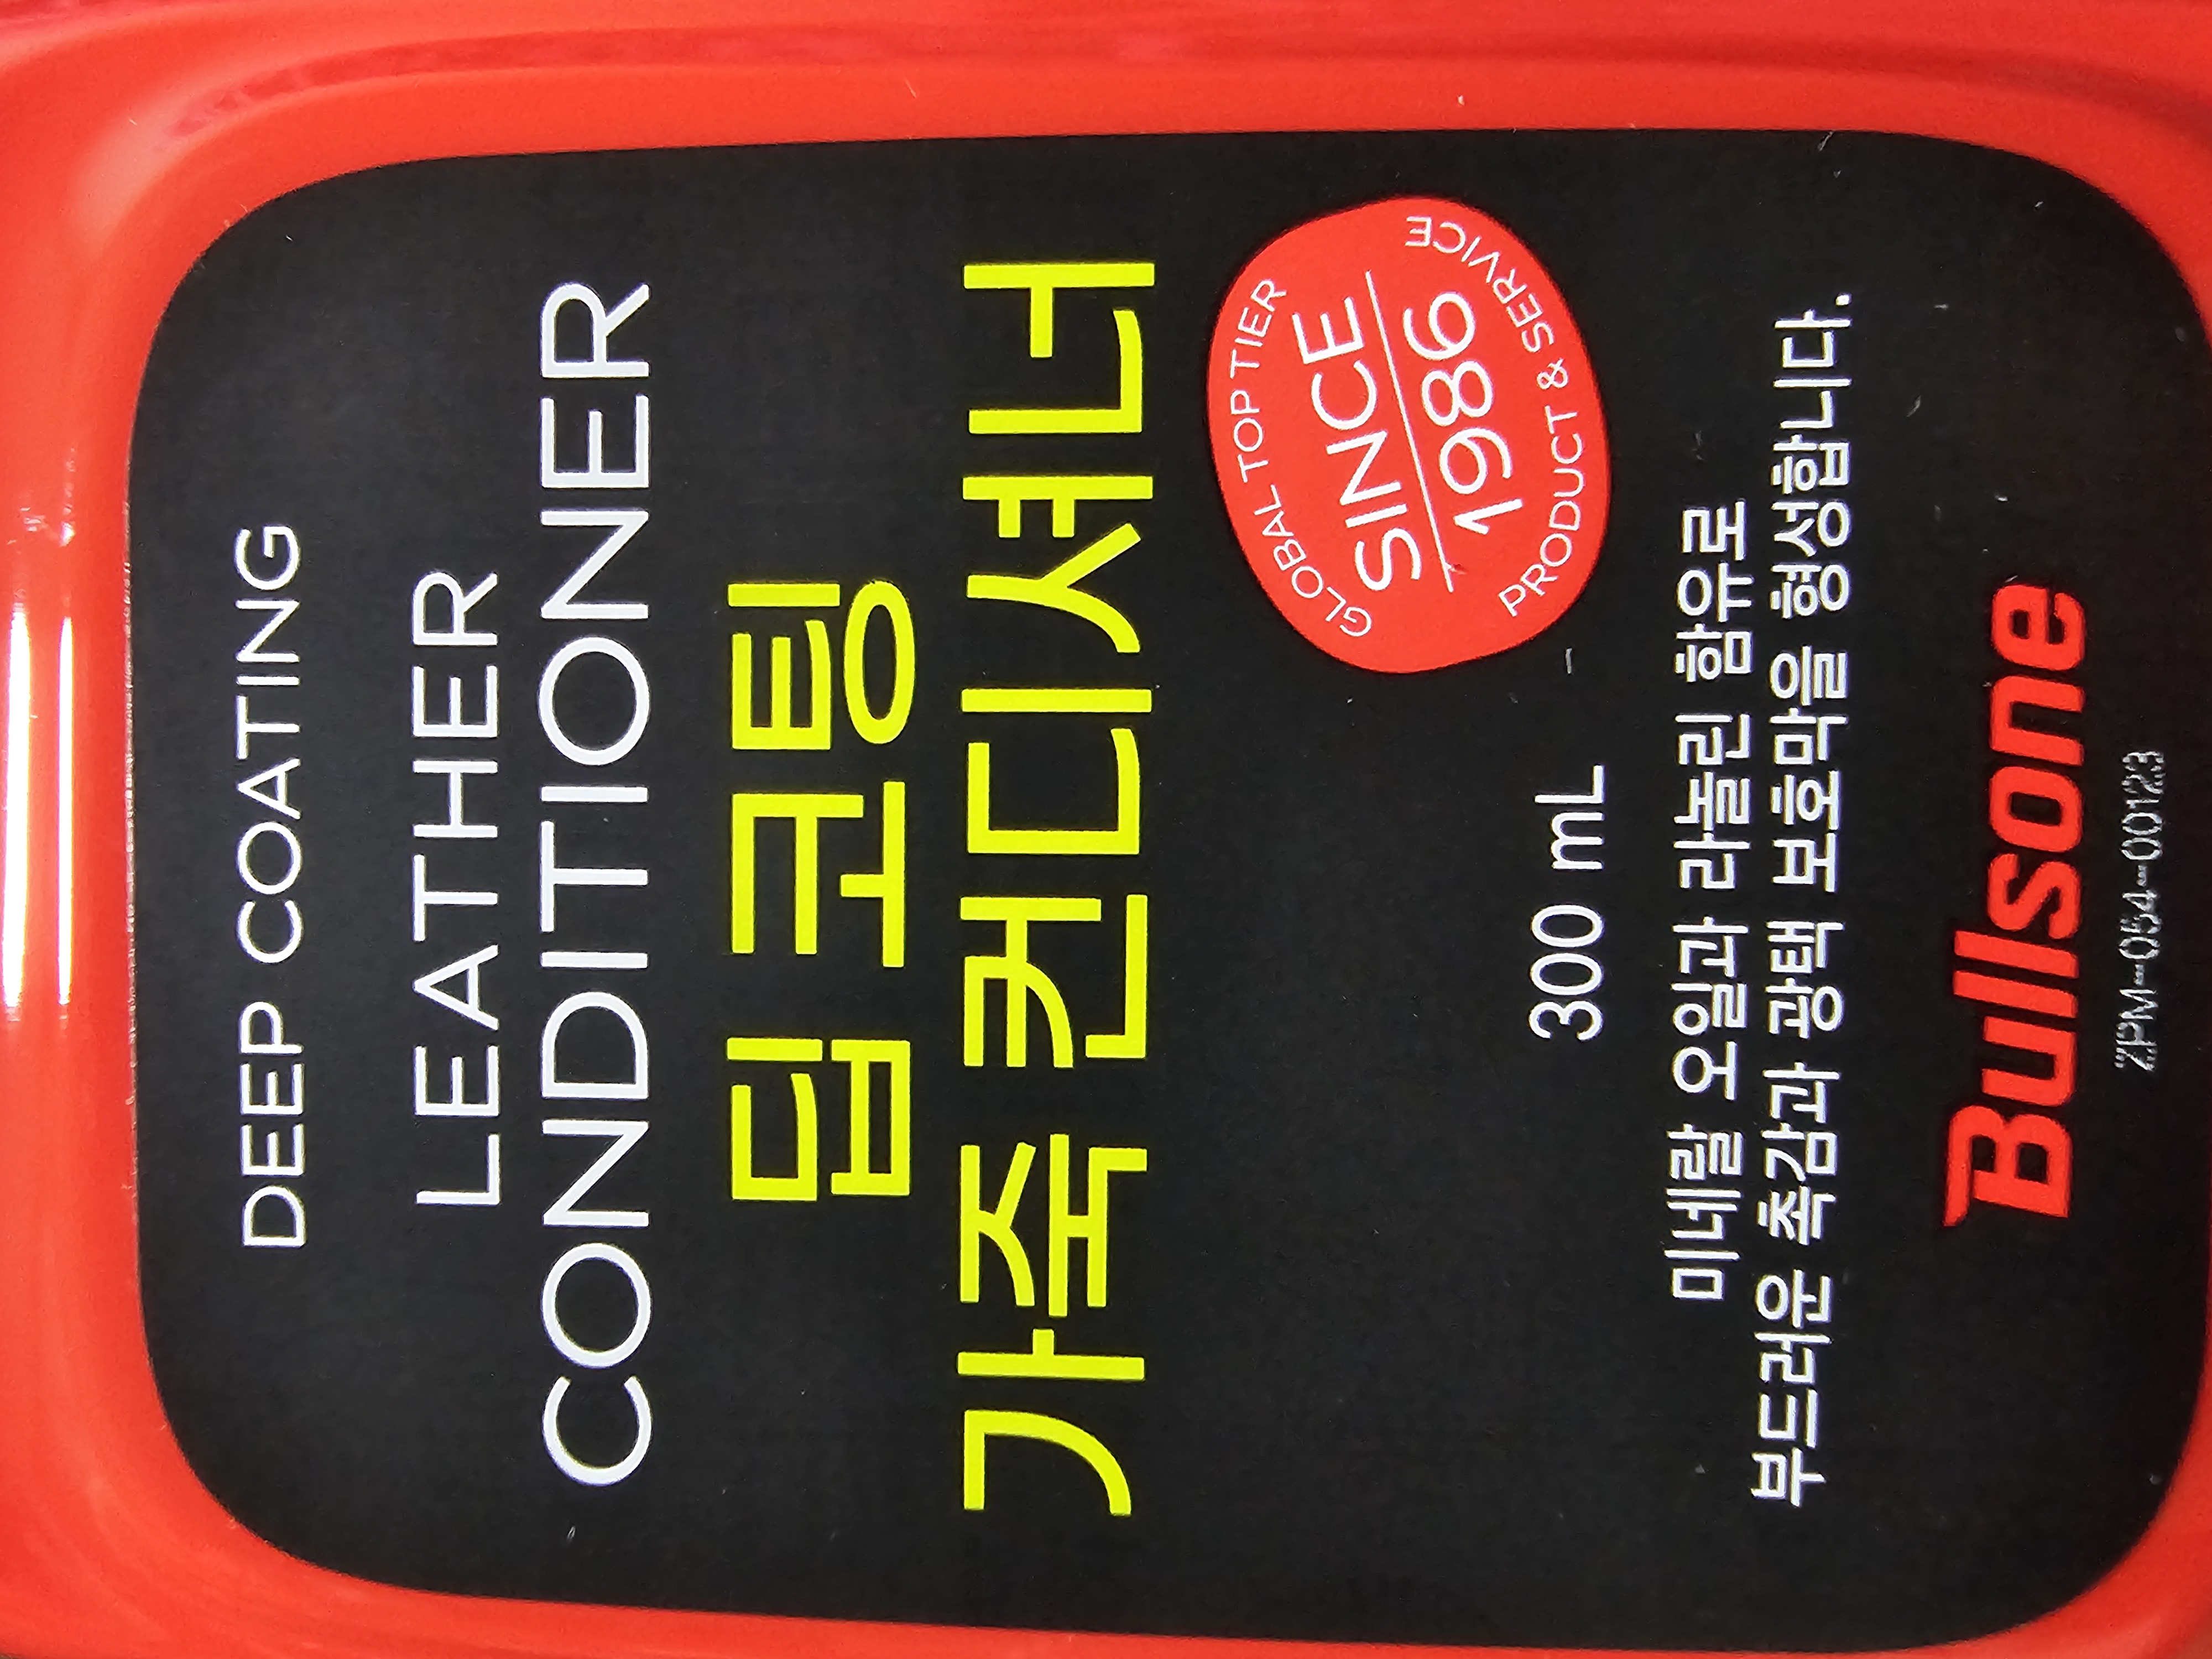 DEEP COATING
LEATHER
CONDITIONER
딥 코팅
가죽 컨디셔너
GLOBAL TOP TIER
SINCE
1986
PRODUCT & SERVICE
300 mL
미네랄 오일과 라놀린 함유로
부드러운 촉감과 광택 보호막을 형성합니다.
Bullsone
ZPM-054-00123